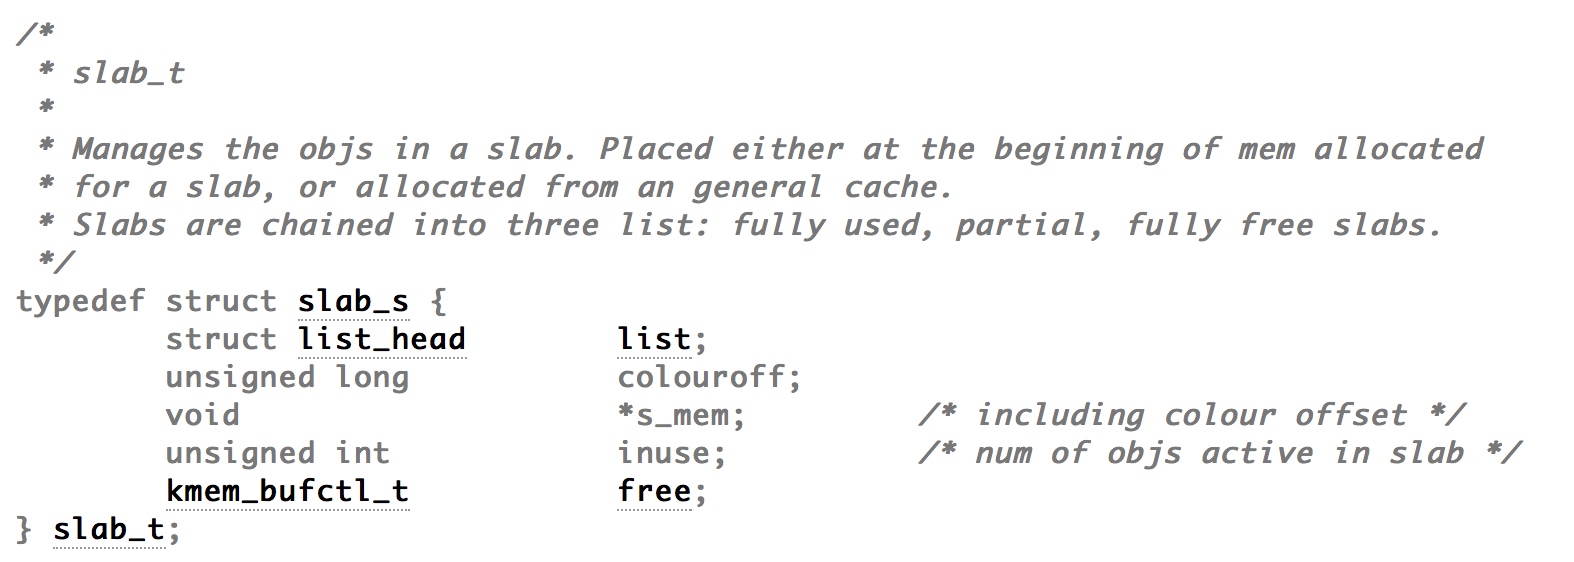 /*
 * slab_t
 *
 * Manages the objs in a slab. Placed either at the beginning of mem allocated
 * for a slab, or allocated from an general cache.
 * Slabs are chained into three list: fully used, partial, fully free slabs.
 */
typedef struct slab_s {
        struct list_head        list;
        unsigned long           colouroff;
        void                    *s_mem;         /* including colour offset */
        unsigned int            inuse;          /* num of objs active in slab */
        kmem_bufctl_t           free;
} slab_t;